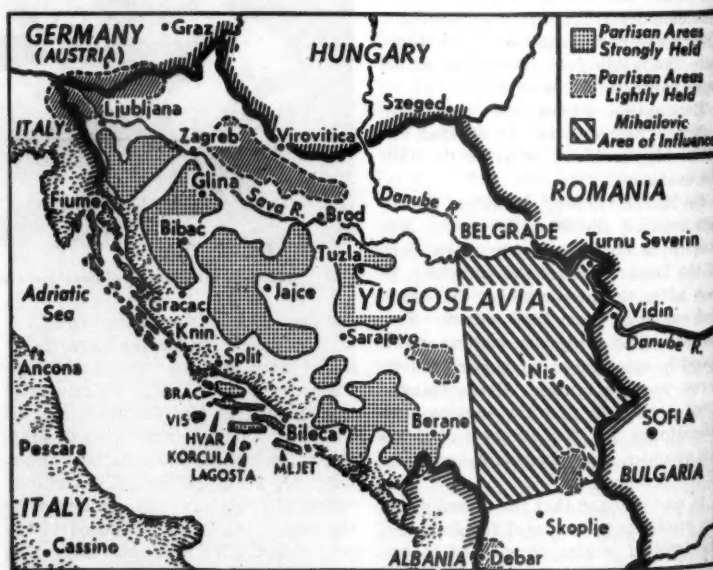 GERMANY
(AUSTRIA)
Graz
HUNGARY
Partisan Areas
Strongly Held
Partisan Areas
Lightly Held
Mihailovic
Area of Influence
Ljubljana
Szeged
ITALY
Zagreb
Virovitica
ROMANIA
Glina
Sava R.
Danube R.
Fiume
Brod
BELGRADE
Turnu Severin
Bibac
Tuzla
YUGOSLAVIA
Adriatic
Sea
Jajce
Vidin
Gracac
Danube R.
Knin
Sarajevo
Ancona
Split
Nis
BRAC
SOFIA
VIS
Bileca
Berane
HVAR
Pescara
KORCULA
MLJET
LAGOSTA
BULGARIA
ITALY
Skoplje
Cassino
ALBANIA
Debar